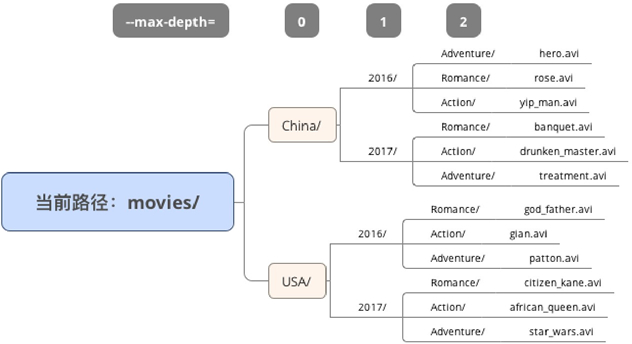 --max-depth= 0 1 2
Adventure/ hero.avi
2016/ Romance/ rose.avi
Action/ yip_man.avi
China/
Romance/ banquet.avi
2017/ Action/ drunken_master.avi
Adventure/ treatment.avi
当前路径：movies/
Romance/ god_father.avi
2016/ Action/ gian.avi
Adventure/ patton.avi
USA/
Romance/ citizen_kane.avi
2017/ Action/ african_queen.avi
Adventure/ star_wars.avi